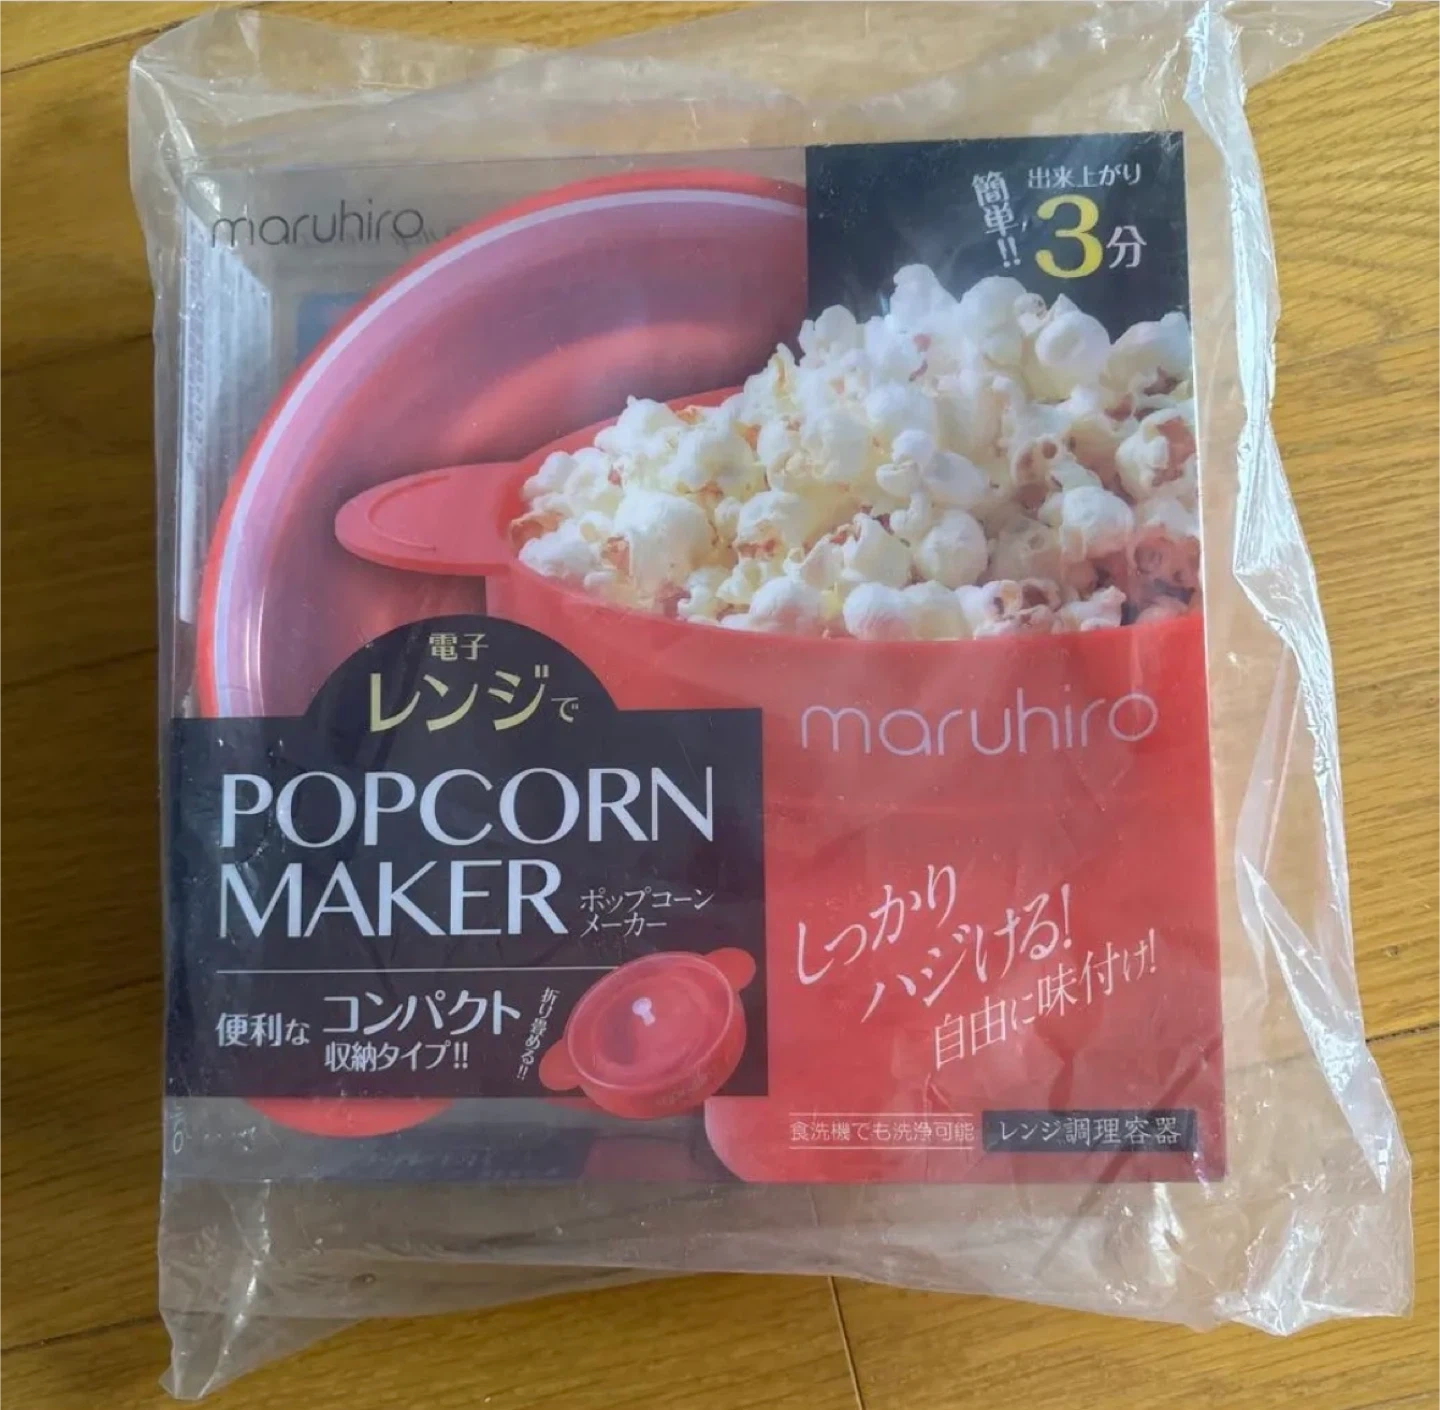 maruhiro
簡単!!
出来上がり
3分
電子
レンジで
POPCORN
MAKER
ポップコーン
メーカー
便利な
コンパクト
収納タイプ!!
折り畳める!!
maruhiro
しっかり
ハジける!
自由に味付け!
食洗機でも洗浄可能
レンジ調理容器